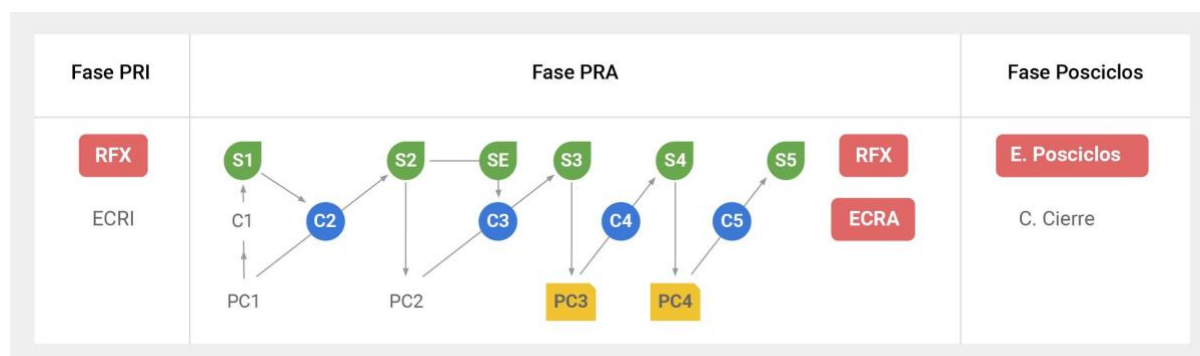 Fase PRI
Fase PRA
Fase Posciclos
RFX
S1
S2
SE
S3
S4
S5
RFX
E. Posciclos
ECRI
C1
C2
C3
C4
C5
ECRA
C. Cierre
PC1
PC2
PC3
PC4